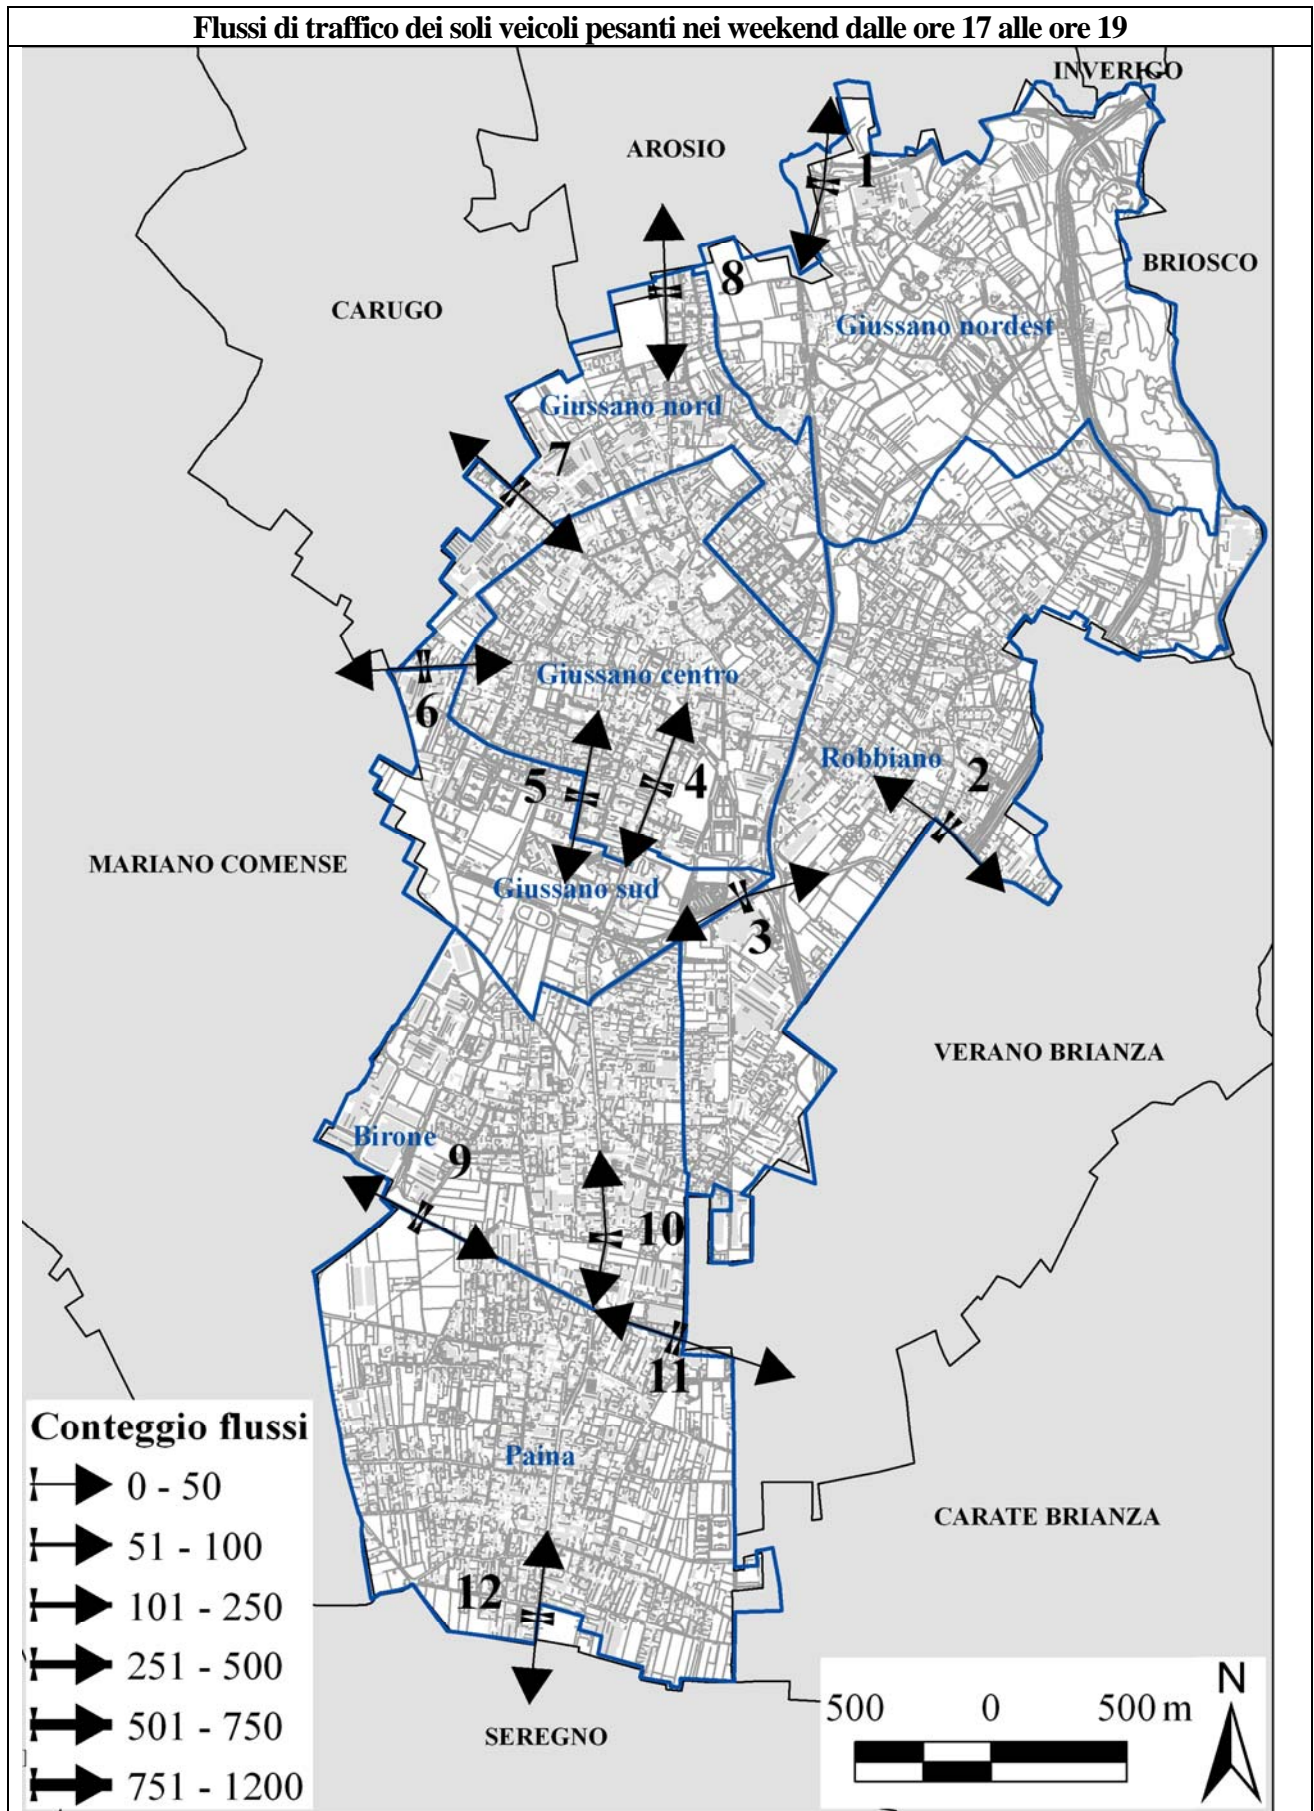 Flussi di traffico dei soli veicoli pesanti nei weekend dalle ore 17 alle ore 19
INVERIGO
AROSIO
1
BRIOSCO
8
CARUGO
Giussano nordest
Giussano nord
7
Giussano centro
6
Robbiano
2
5
4
MARIANO COMENSE
Giussano sud
3
VERANO BRIANZA
Birone
9
10
11
Conteggio flussi
0 - 50
51 - 100
101 - 250
251 - 500
501 - 750
751 - 1200
Paina
CARATE BRIANZA
12
SEREGNO
N
500 0 500 m